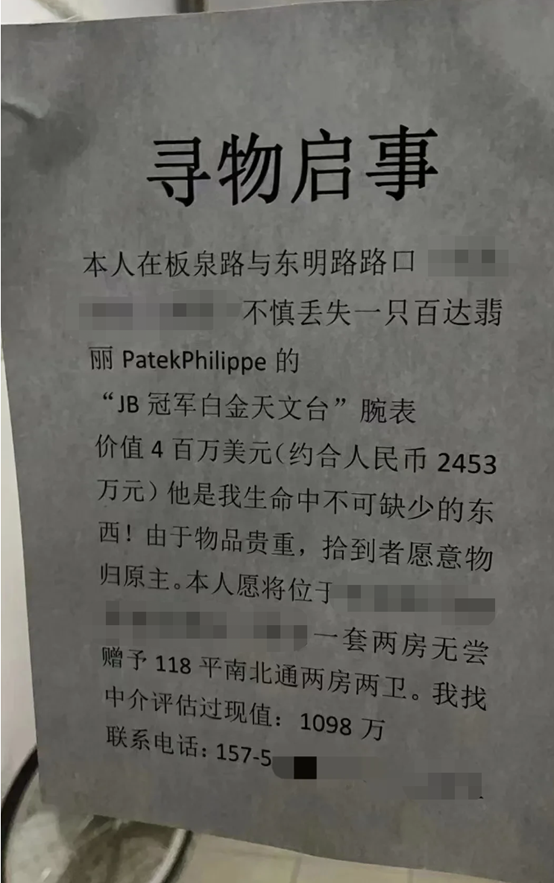 寻物启事
本人在板泉路与东明路路口
不慎丢失一只百达翡
丽 PatekPhilippe 的
“JB 冠军白金天文台”腕表
价值 4 百万美元(约合人民币 2453
万元) 他是我生命中不可缺少的东
西！由于物品贵重，拾到者愿意物
归原主。本人愿将位于
一套两房无尝
赠予 118 平南北通两房两卫。我找
中介评估过现值：1098 万
联系电话：157-5